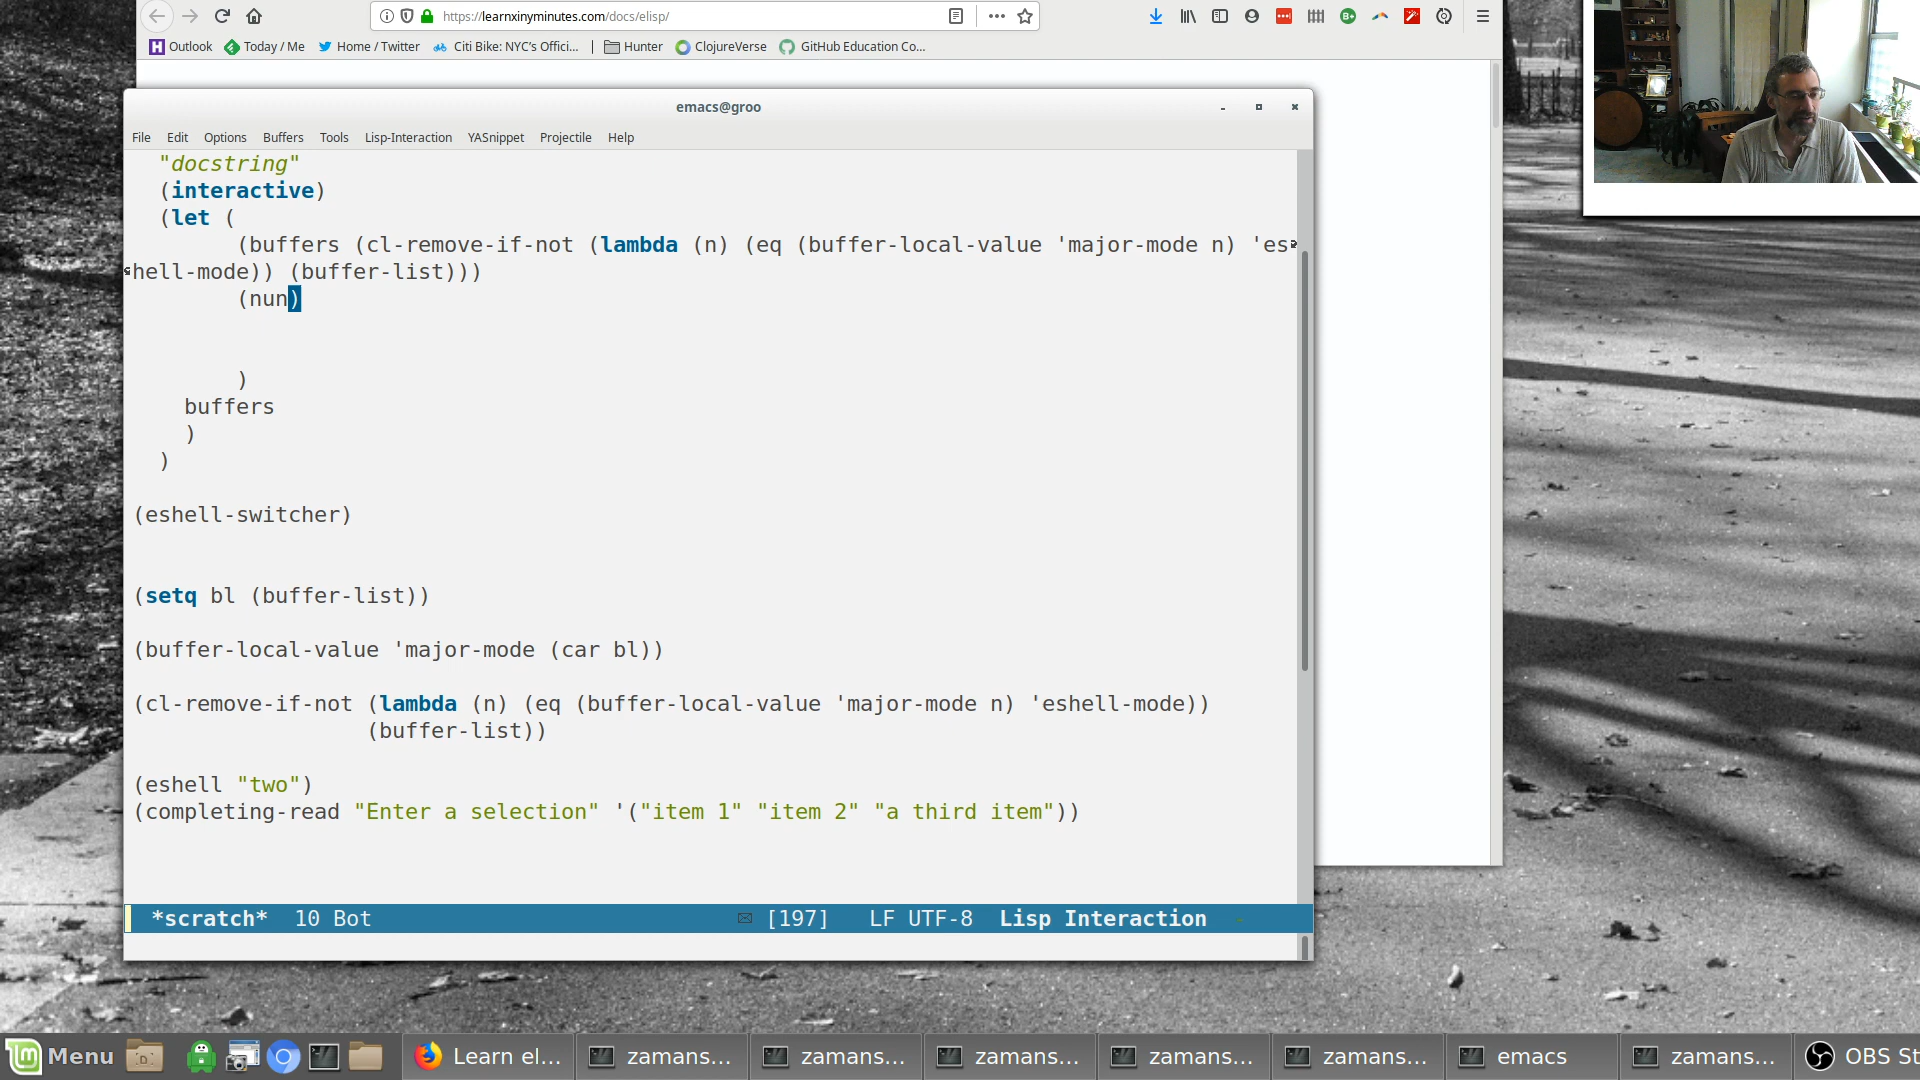 https://learnxinyminutes.com/docs/elisp/
Outlook Today / Me Home / Twitter Citi Bike: NYC's Offici... Hunter ClojureVerse GitHub Education Co...
emacs@groo
File Edit Options Buffers Tools Lisp-Interaction YASnippet Projectile Help
"docstring"
(interactive)
(let (
(buffers (cl-remove-if-not (lambda (n) (eq (buffer-local-value 'major-mode n) 'es
hell-mode)) (buffer-list)))
(nun)
)
buffers
)
)
(eshell-switcher)
(setq bl (buffer-list))
(buffer-local-value 'major-mode (car bl))
(cl-remove-if-not (lambda (n) (eq (buffer-local-value 'major-mode n) 'eshell-mode))
(buffer-list))
(eshell "two")
(completing-read "Enter a selection" '("item 1" "item 2" "a third item"))
*scratch* 10 Bot [197] LF UTF-8 Lisp Interaction
Menu Learn el... zamans... zamans... zamans... zamans... zamans... emacs zamans... OBS St